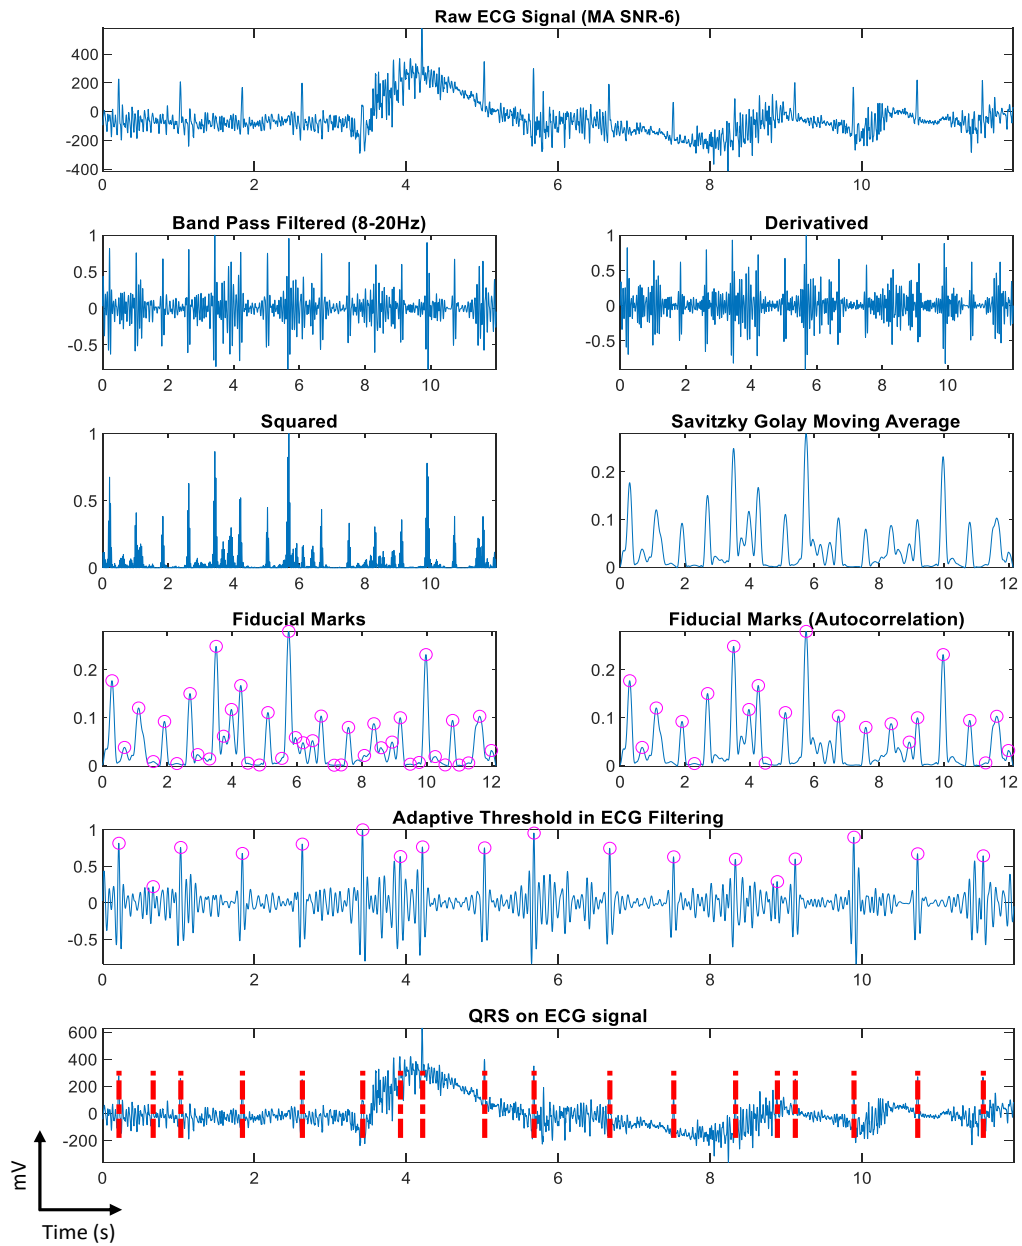 Raw ECG Signal (MA SNR-6)
400
200
0
-200
-400
0 2 4 6 8 10
Band Pass Filtered (8-20Hz) Derivatived
1 1
0.5 0.5
0 0
-0.5 -0.5
0 2 4 6 8 10 0 2 4 6 8 10
Squared Savitzky Golay Moving Average
1 0.2
0.5 0.1
0 0
0 2 4 6 8 10 0 2 4 6 8 10 12
Fiducial Marks Fiducial Marks (Autocorrelation)
0.2 0.2
0.1 0.1
0 0
0 2 4 6 8 10 12 0 2 4 6 8 10 12
Adaptive Threshold in ECG Filtering
1
0.5
0
-0.5
0 2 4 6 8 10
QRS on ECG signal
600
400
200
0
-200
0 2 4 6 8 10
mV
Time (s)